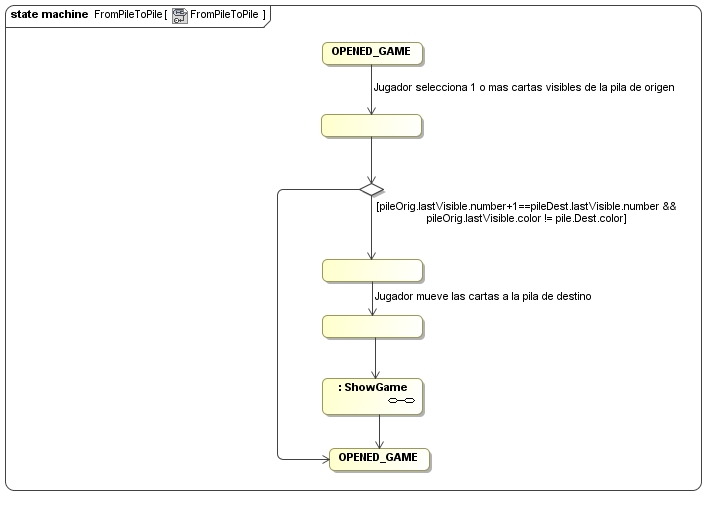 state machine FromPileToPile [ FromPileToPile ]
OPENED_GAME
Jugador selecciona 1 o mas cartas visibles de la pila de origen
[pileOrig.lastVisible.number+1==pileDest.lastVisible.number &&
pileOrig.lastVisible.color != pile.Dest.color]
Jugador mueve las cartas a la pila de destino
: ShowGame
OPENED_GAME